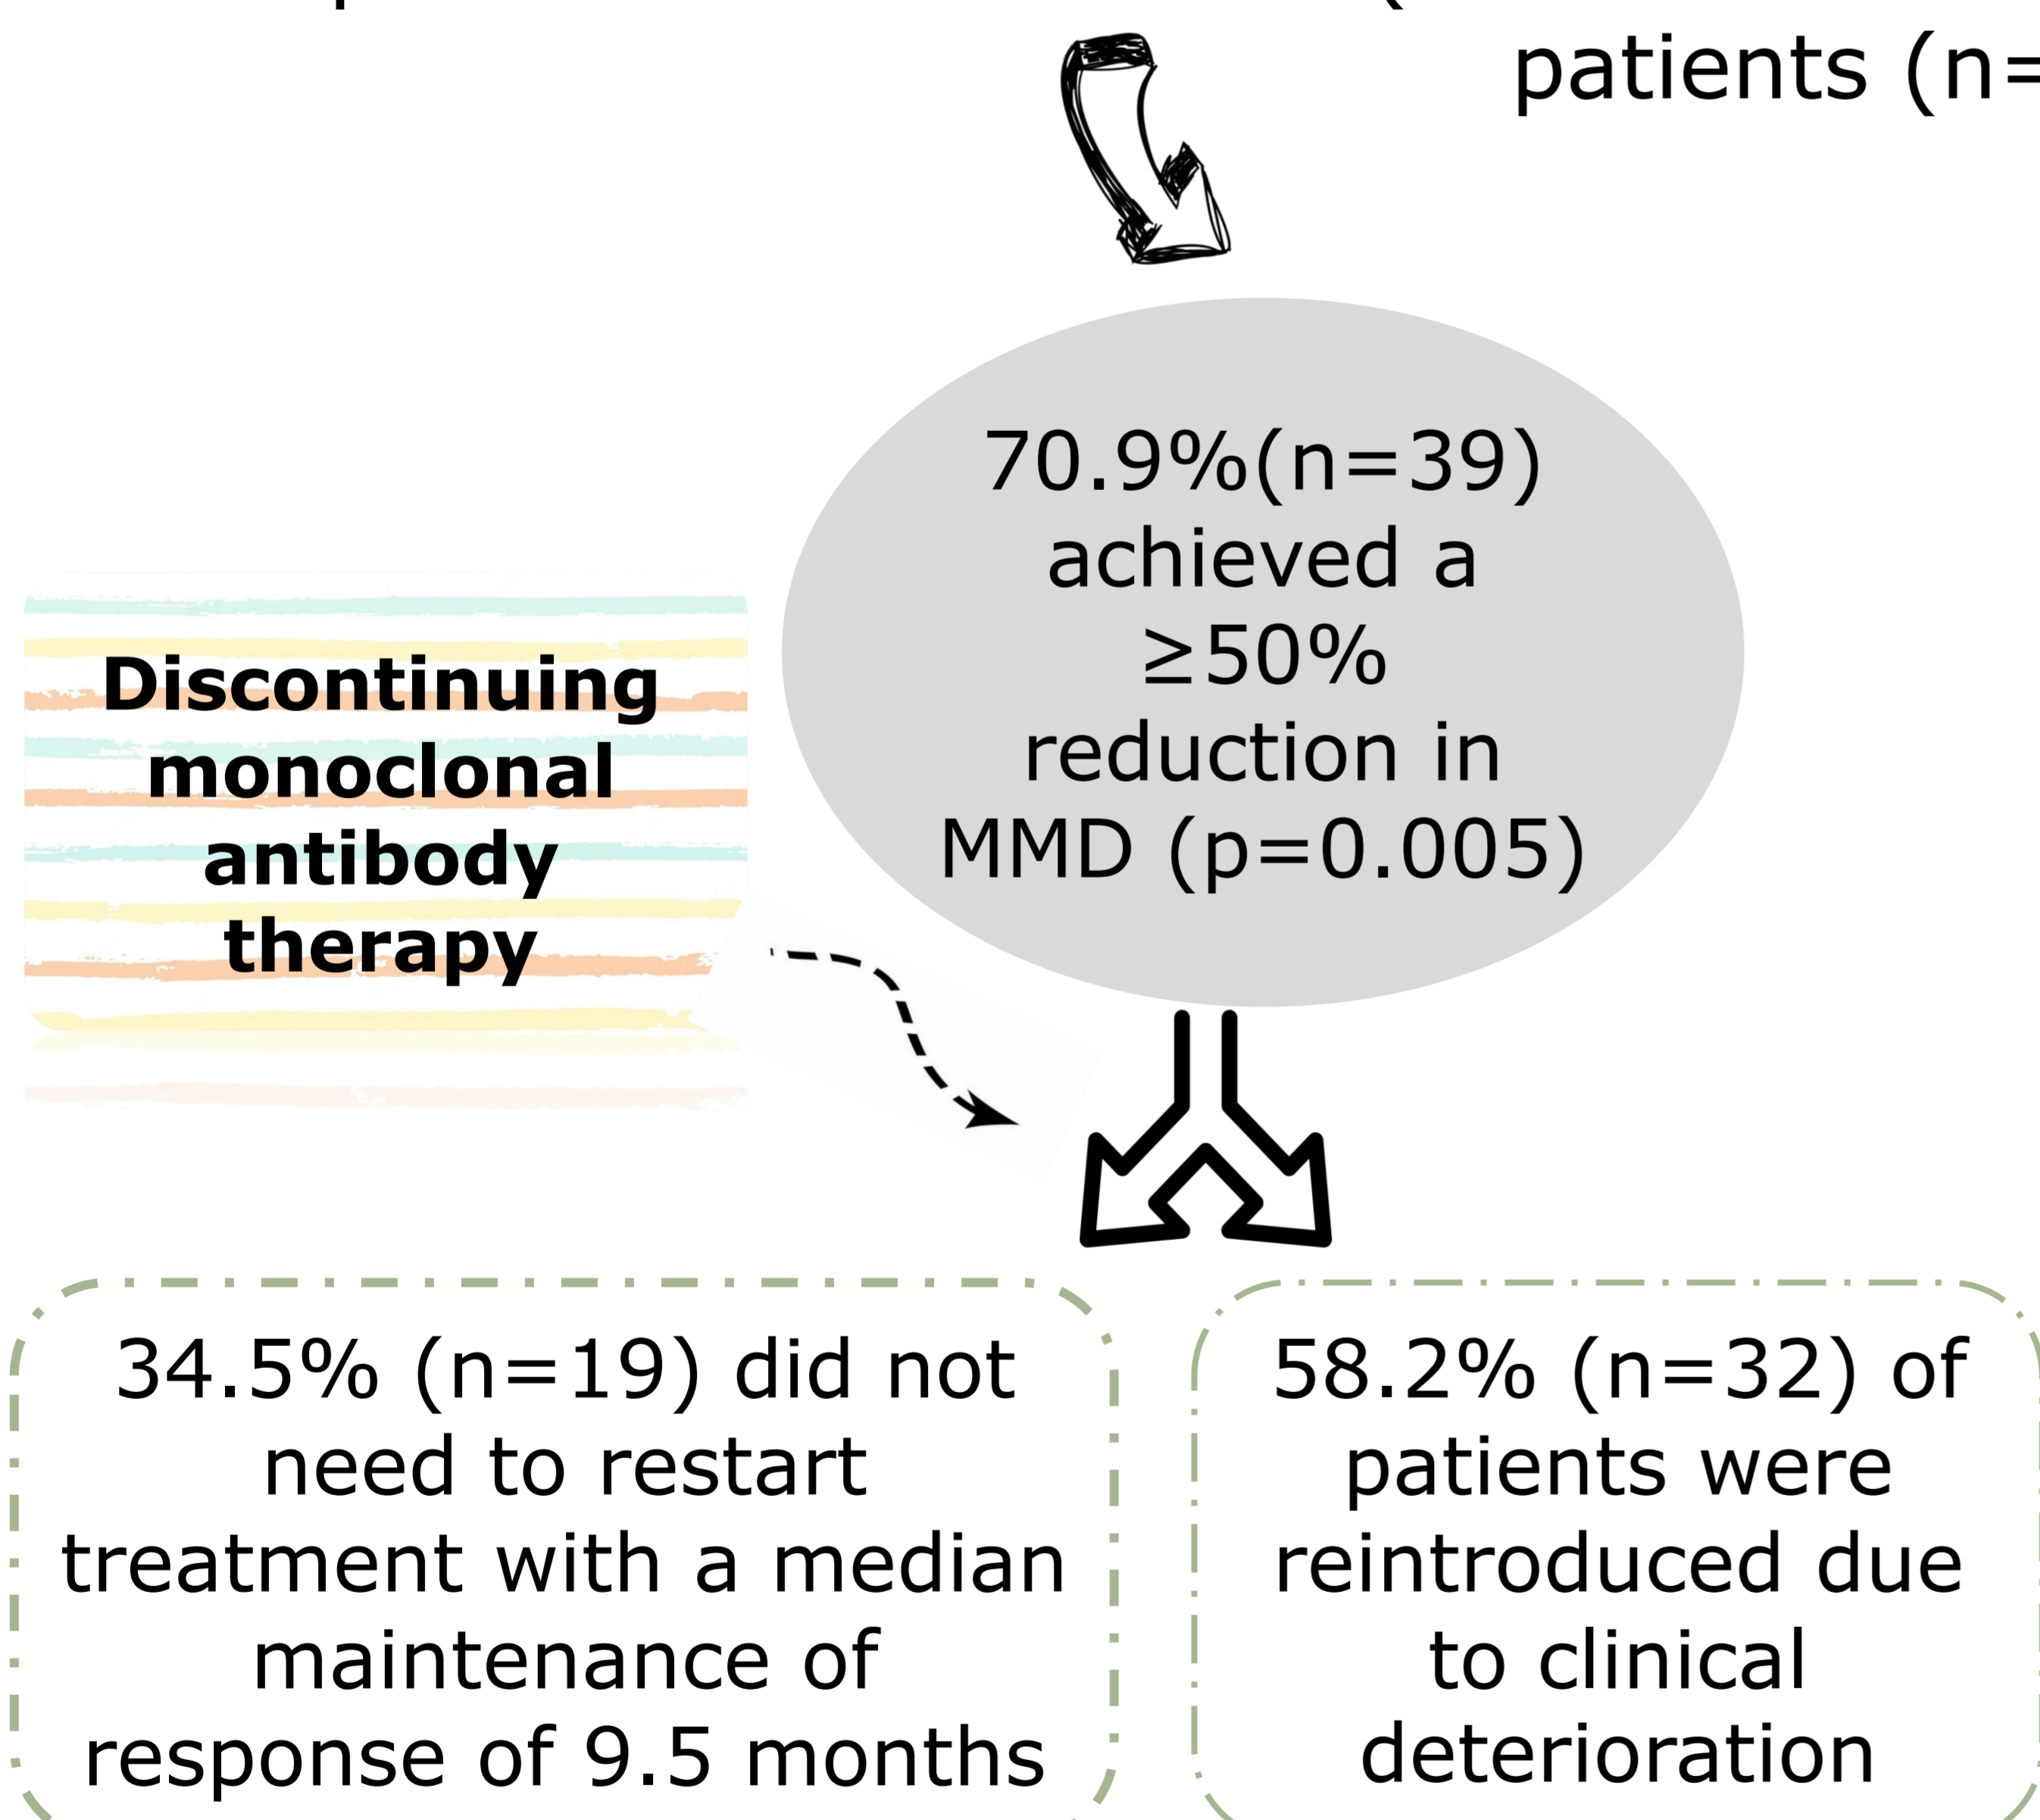 patients (n=
70.9%(n=39)
achieved a
≥50%
reduction in
MMD (p=0.005)
Discontinuing
monoclonal
antibody
therapy
34.5% (n=19) did not
need to restart
treatment with a median
maintenance of
response of 9.5 months
58.2% (n=32) of
patients were
reintroduced due
to clinical
deterioration